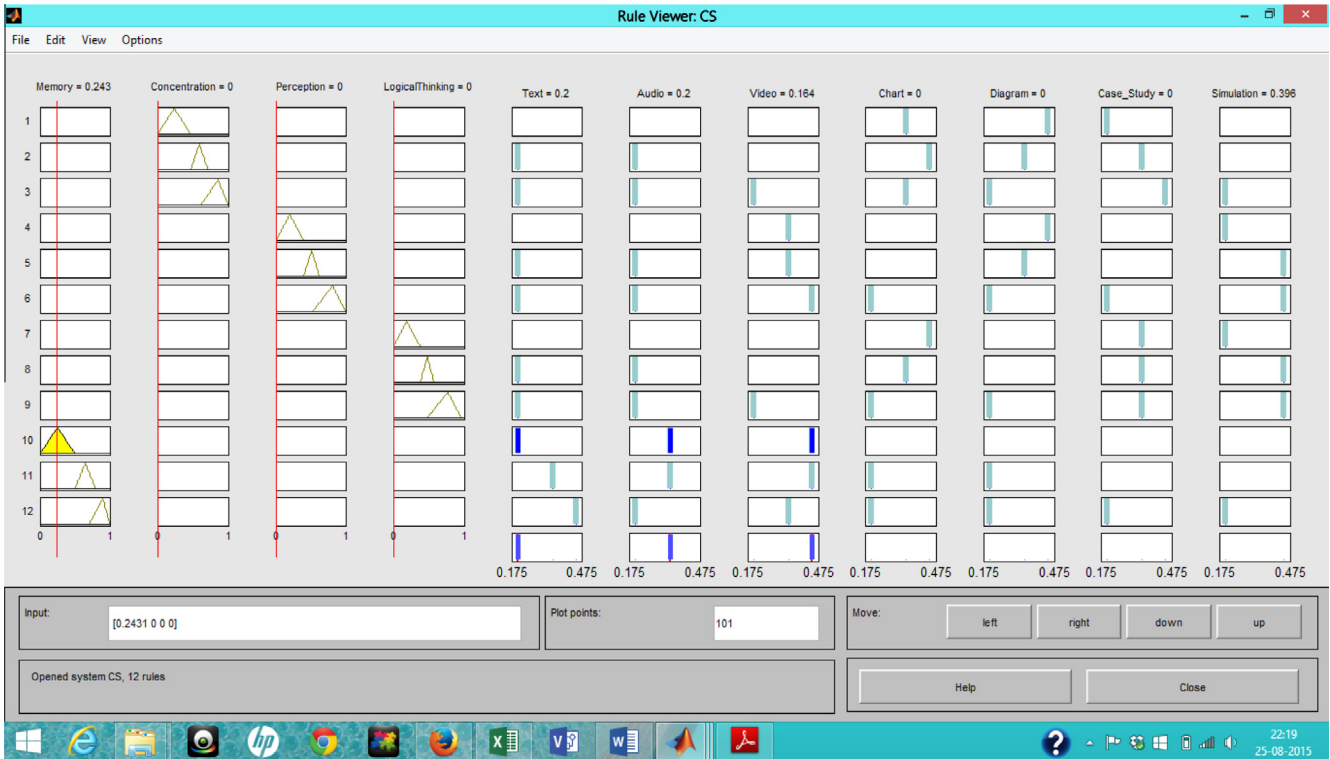 Rule Viewer: CS
File Edit View Options
Memory = 0.243 Concentration = 0 Perception = 0 LogicalThinking = 0 Text = 0.2 Audio = 0.2 Video = 0.164 Chart = 0 Diagram = 0 Case_Study = 0 Simulation = 0.396
1
2
3
4
5
6
7
8
9
10
11
12
0 1 0 1 0 1 0 1
0.175 0.475 0.175 0.475 0.175 0.475 0.175 0.475 0.175 0.475 0.175 0.475 0.175 0.475
Input: [0.2431 0 0 0] Plot points: 101 Move: left right down up
Opened system CS, 12 rules Help Close
hp
22:19
25-08-2015